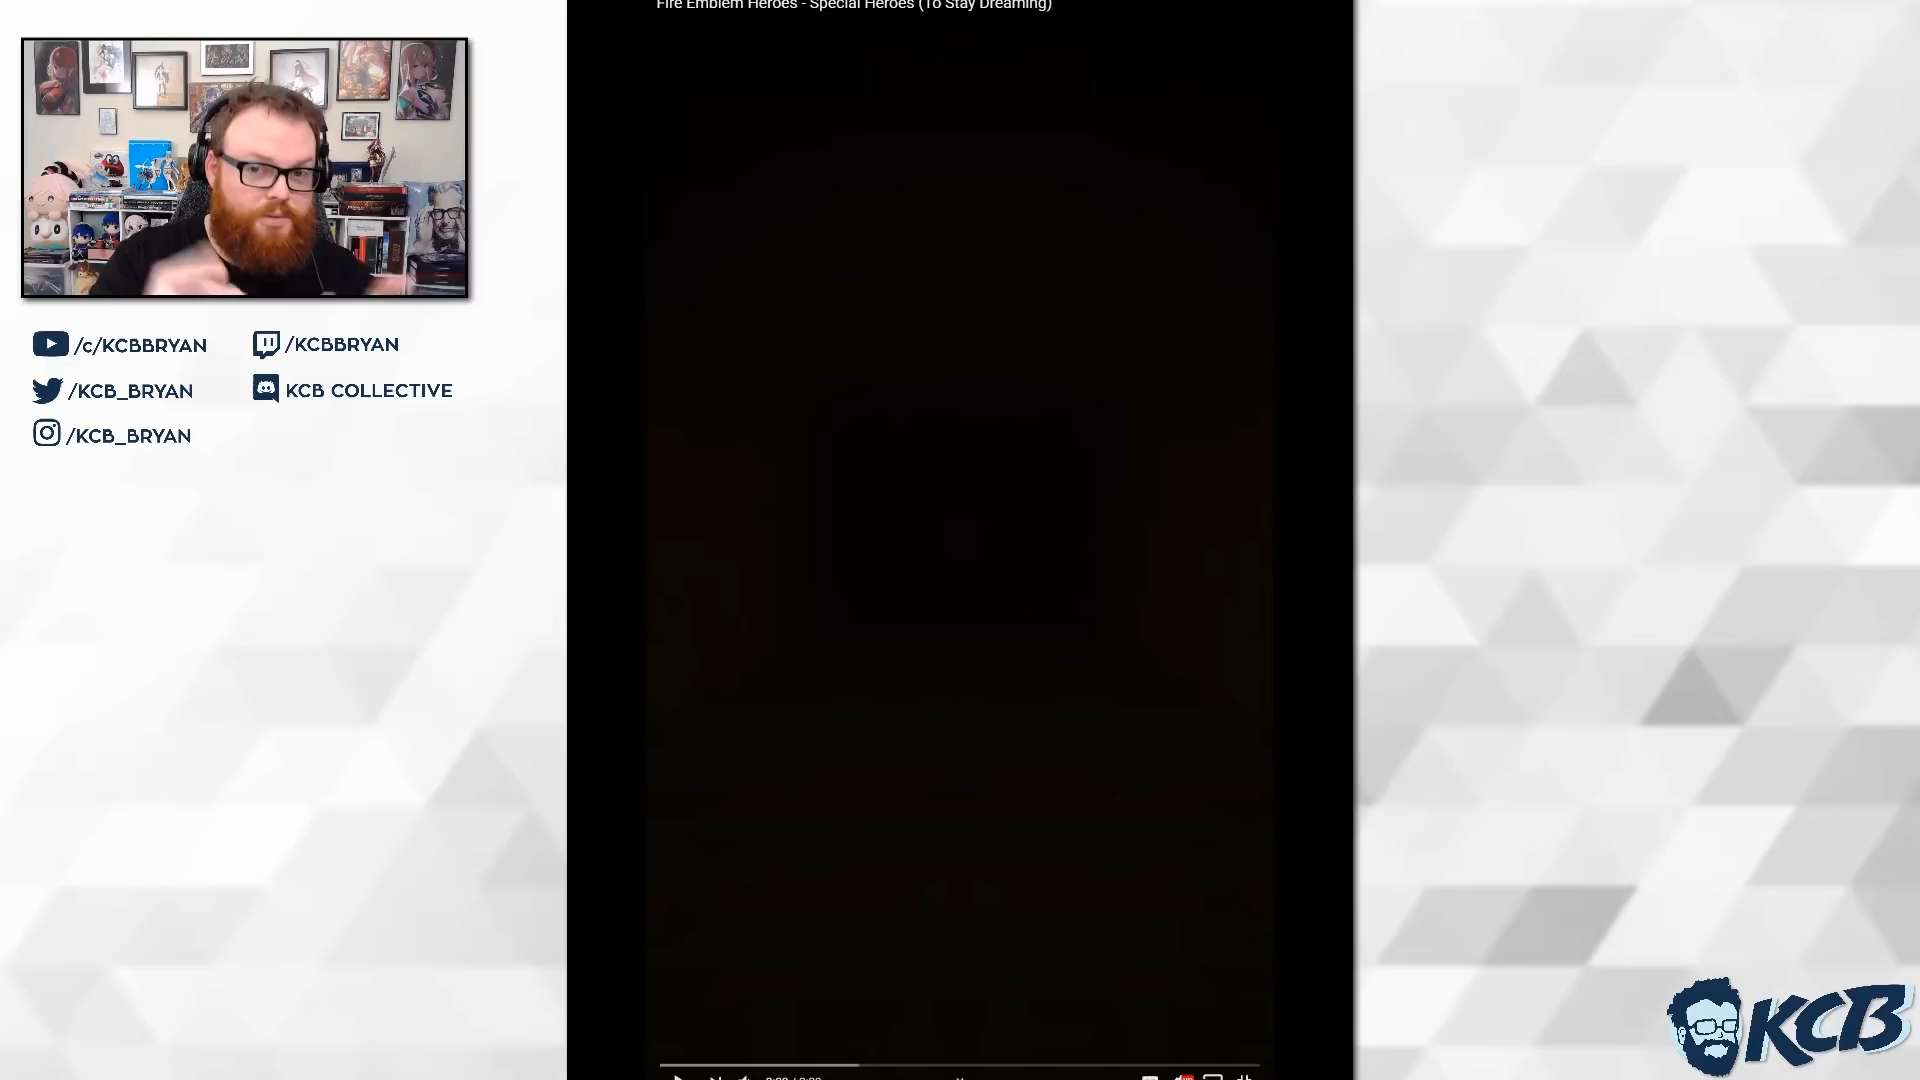 Fire Emblem Heroes - Special Heroes (To Stay Dreaming)
/c/KCBBRYAN
/KCBBRYAN
/KCB_BRYAN
KCB COLLECTIVE
/KCB_BRYAN
KCB